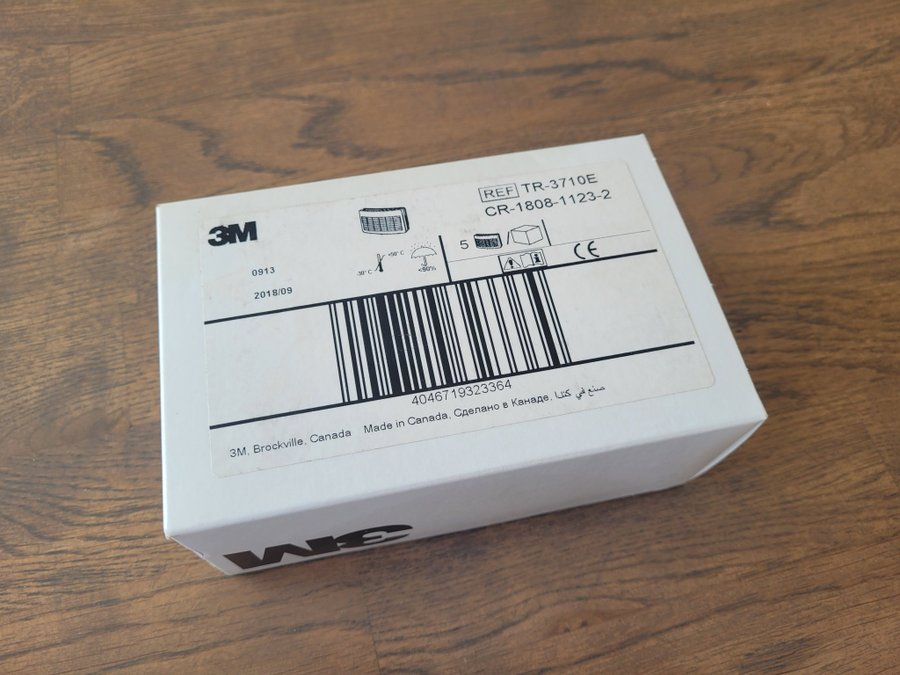 3M
REF TR-3710E
CR-1808-1123-2
5
-30° C
+50° C
<90%
CE
0913
2018/09
4046719323364
3M, Brockville, Canada Made in Canada, Сделано в Канаде, صنع في كندا
3M